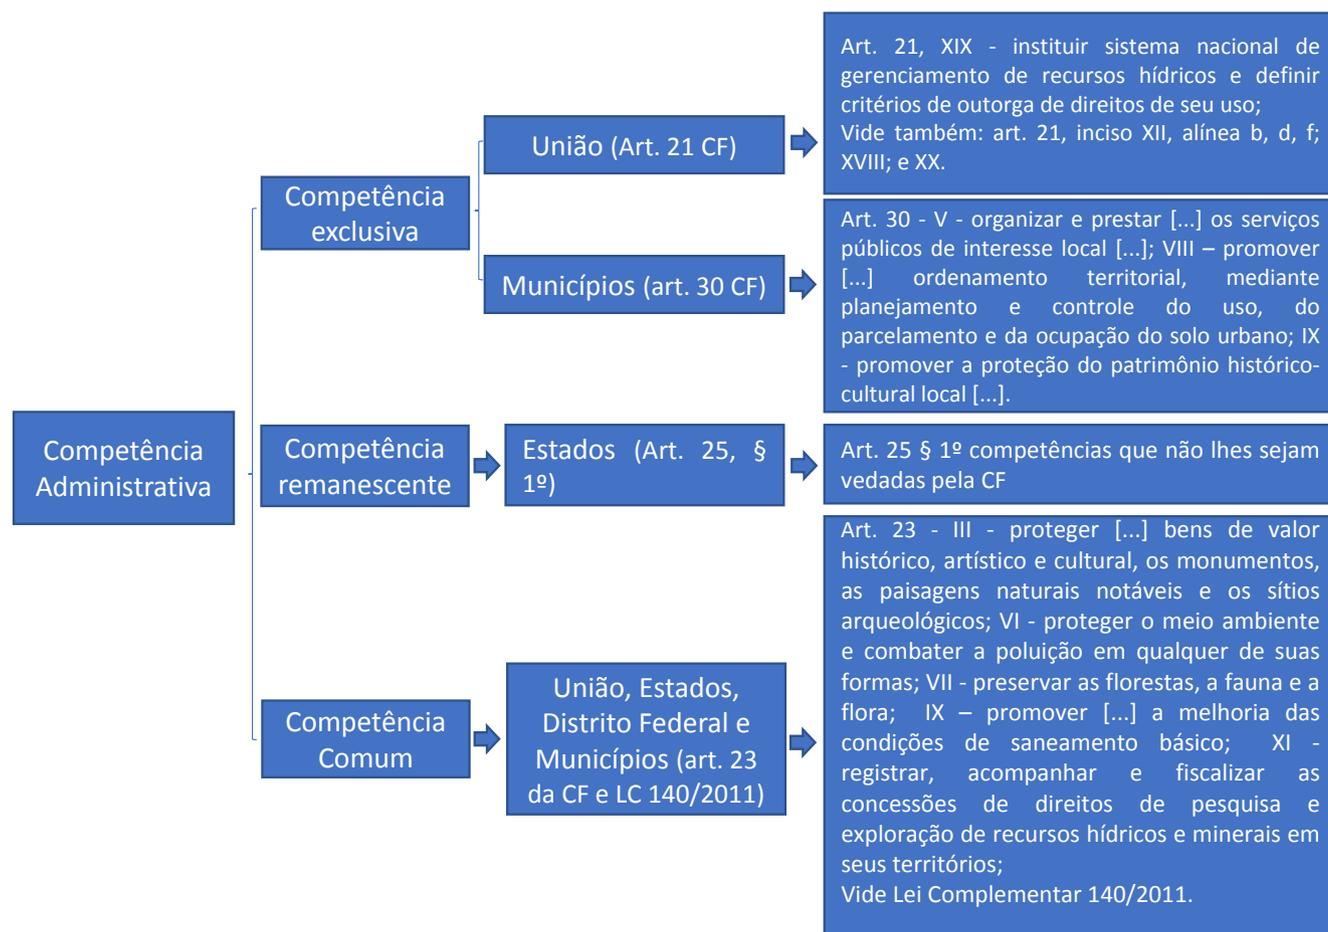 Competência
Administrativa
Competência
exclusiva
União (Art. 21 CF)
Art. 21, XIX - instituir sistema nacional de
gerenciamento de recursos hídricos e definir
critérios de outorga de direitos de seu uso;
Vide também: art. 21, inciso XII, alínea b, d, f;
XVIII; e XX.
Municípios (art. 30 CF)
Art. 30 - V - organizar e prestar [...] os serviços
públicos de interesse local [...]; VIII – promover
[...] ordenamento territorial, mediante
planejamento e controle do uso, do
parcelamento e da ocupação do solo urbano; IX
- promover a proteção do patrimônio histórico-
cultural local [...].
Competência
remanescente
Estados (Art. 25, §
1º)
Art. 25 § 1º competências que não lhes sejam
vedadas pela CF
Competência
Comum
União, Estados,
Distrito Federal e
Municípios (art. 23
da CF e LC 140/2011)
Art. 23 - III - proteger [...] bens de valor
histórico, artístico e cultural, os monumentos,
as paisagens naturais notáveis e os sítios
arqueológicos; VI - proteger o meio ambiente
e combater a poluição em qualquer de suas
formas; VII - preservar as florestas, a fauna e a
flora; IX – promover [...] a melhoria das
condições de saneamento básico; XI -
registrar, acompanhar e fiscalizar as
concessões de direitos de pesquisa e
exploração de recursos hídricos e minerais em
seus territórios;
Vide Lei Complementar 140/2011.